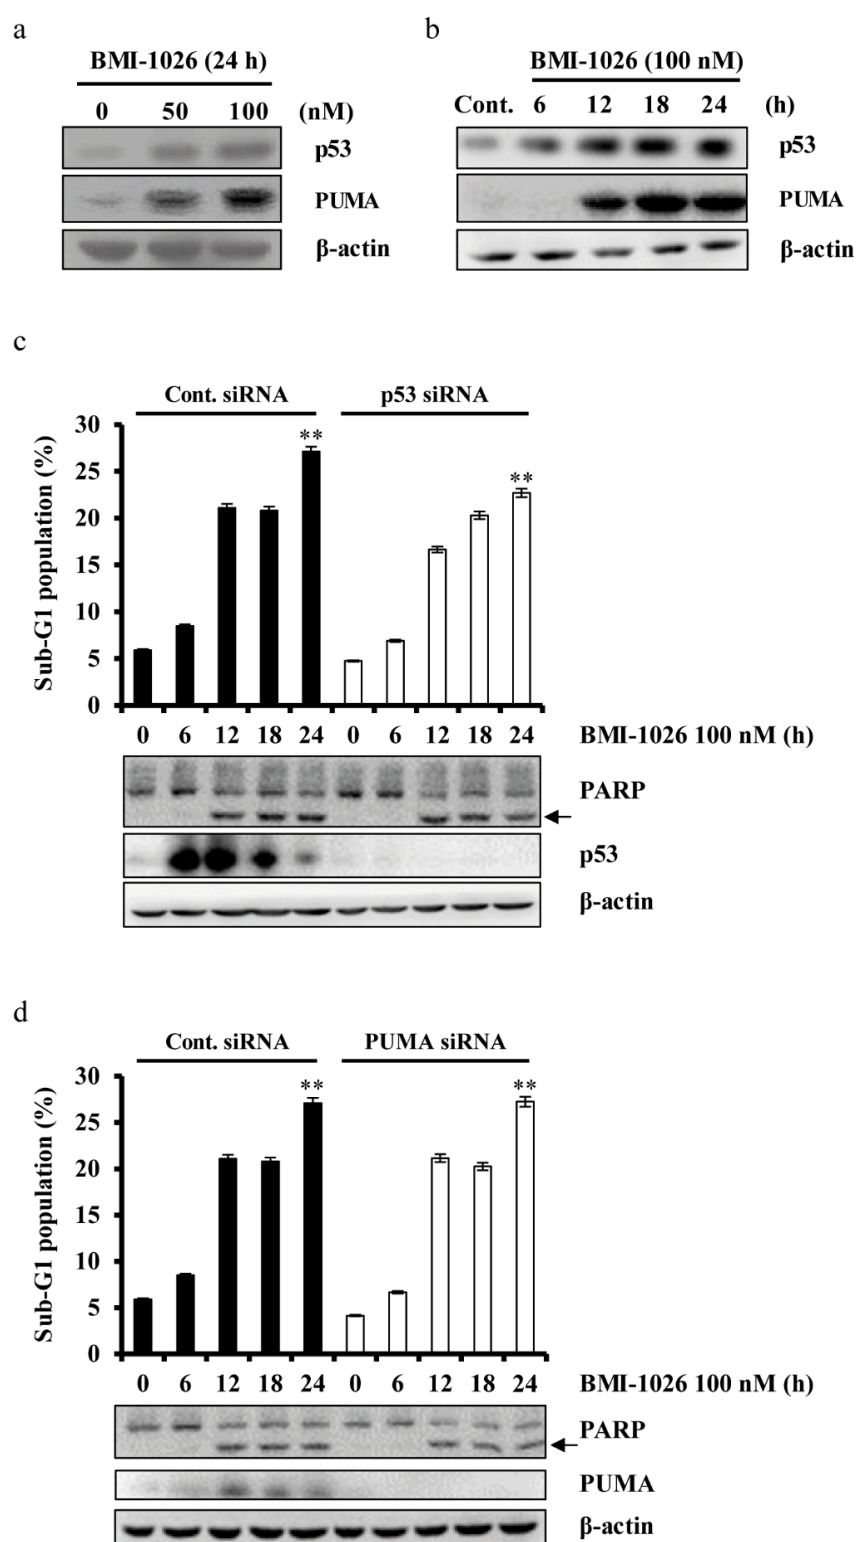 a
BMI-1026 (24 h)
0 50 100 (nM)
p53
PUMA
β-actin
b
BMI-1026 (100 nM)
Cont. 6 12 18 24 (h)
p53
PUMA
β-actin
c
Cont. siRNA p53 siRNA
Sub-G1 population (%)
30
25
20
15
10
5
0
** **
0 6 12 18 24 0 6 12 18 24 BMI-1026 100 nM (h)
PARP
p53
β-actin
d
Cont. siRNA PUMA siRNA
Sub-G1 population (%)
30
25
20
15
10
5
0
** **
0 6 12 18 24 0 6 12 18 24 BMI-1026 100 nM (h)
PARP
PUMA
β-actin